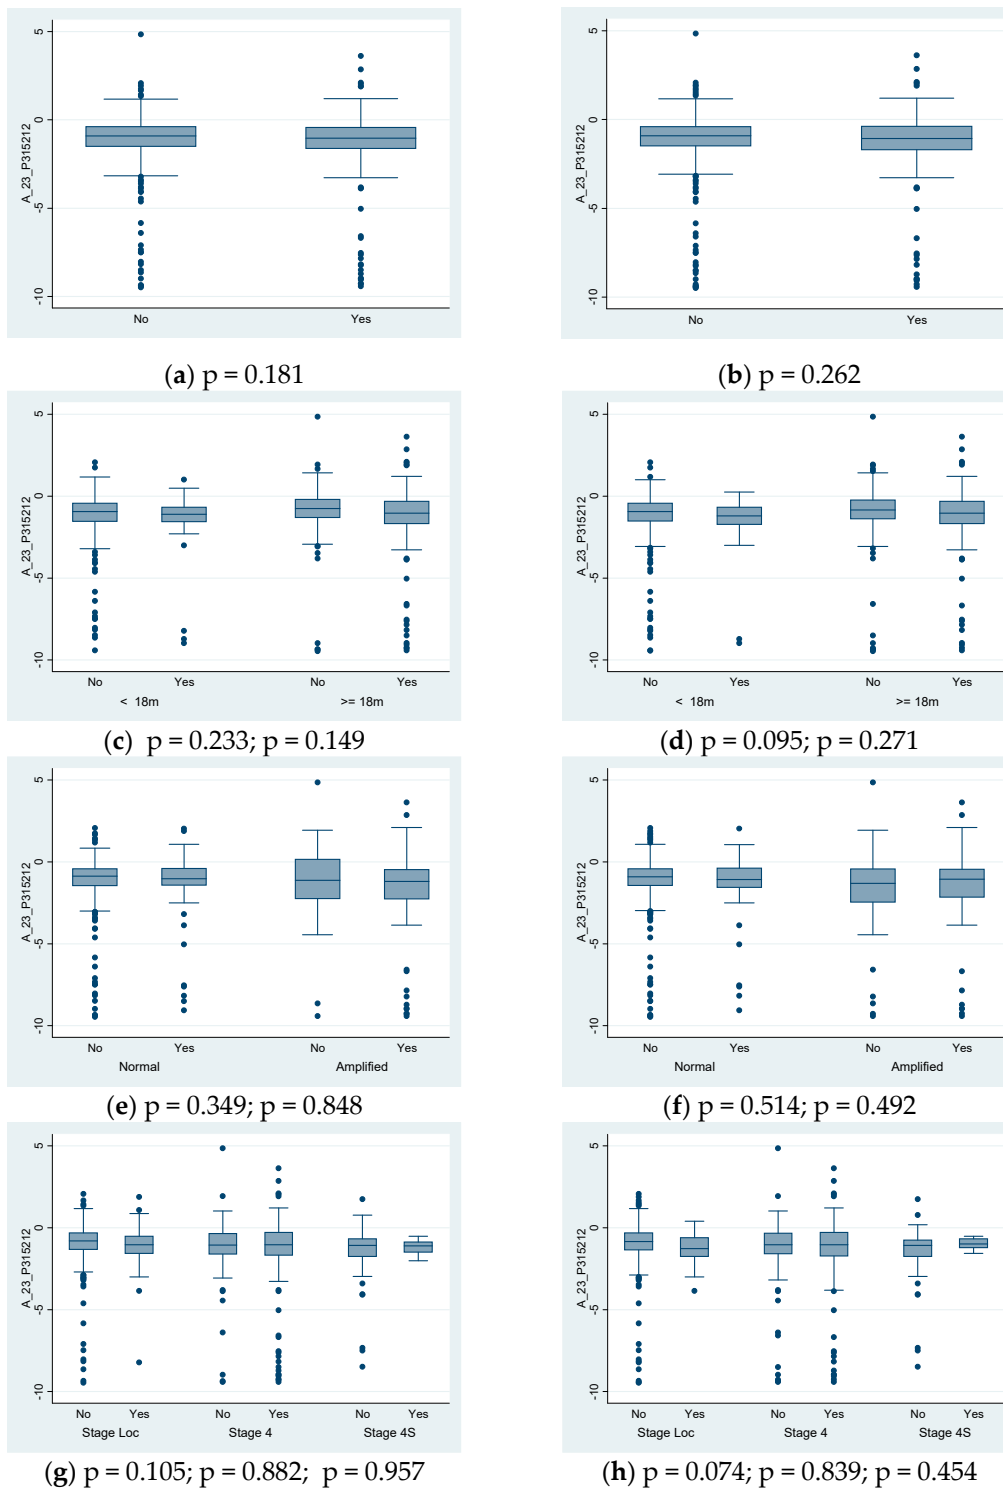 5
0
-5
-10
A_23_P315212
No Yes
(a) p = 0.181
5
0
-5
-10
A_23_P315212
No Yes
(b) p = 0.262
5
0
-5
-10
A_23_P315212
No Yes No Yes
< 18m >= 18m
(c) p = 0.233; p = 0.149
5
0
-5
-10
A_23_P315212
No Yes No Yes
< 18m >= 18m
(d) p = 0.095; p = 0.271
5
0
-5
-10
A_23_P315212
No Yes No Yes
Normal Amplified
(e) p = 0.349; p = 0.848
5
0
-5
-10
A_23_P315212
No Yes No Yes
Normal Amplified
(f) p = 0.514; p = 0.492
5
0
-5
-10
A_23_P315212
No Yes No Yes No Yes
Stage Loc Stage 4 Stage 4S
(g) p = 0.105; p = 0.882; p = 0.957
5
0
-5
-10
A_23_P315212
No Yes No Yes No Yes
Stage Loc Stage 4 Stage 4S
(h) p = 0.074; p = 0.839; p = 0.454